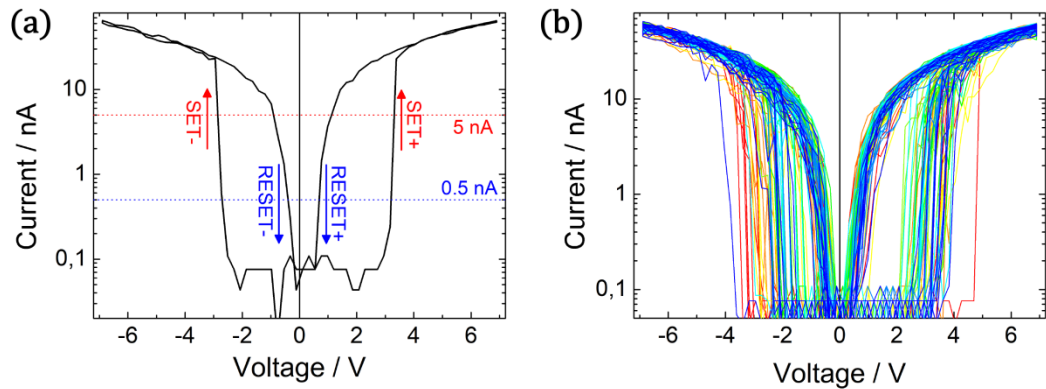 (a)
Current / nA
10
1
0,1
SET-
RESET-
RESET+
SET+
5 nA
0.5 nA
-6 -4 -2 0 2 4 6
Voltage / V
(b)
Current / nA
10
1
0,1
-6 -4 -2 0 2 4 6
Voltage / V